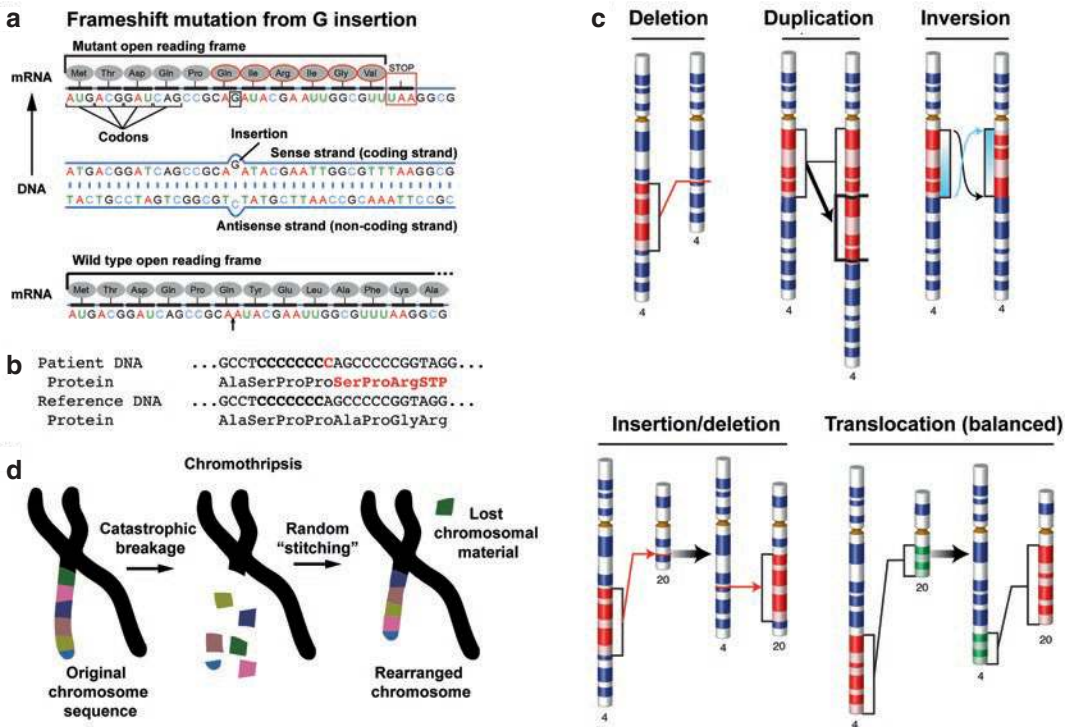 a
Frameshift mutation from G insertion
Mutant open reading frame
mRNA
Met Thr Asp Gln Pro Gln Ile Arg Ile Gly Val STOP
AUGACGGAUCAGCCGCAGAUACGAAUUGGCGUUUAAGGCG
Codons
Insertion
Sense strand (coding strand)
G
ATGACGGATCAGCCGCA ATACGAATTGGCGTTTAAGGCG
DNA
TACTGCCTAGTCGGCGT TATGCTTAACCGCAAATTCCGC
C
Antisense strand (non-coding strand)
Wild type open reading frame
mRNA
Met Thr Asp Gln Pro Gln Tyr Glu Leu Ala Phe Lys Ala
AUGACGGAUCAGCCGCAAUACGAAUUGGCGUUUAAGGCG
b
Patient DNA ...GCCTCCCCCCCCAGCCCCCGGTAGG...
Protein AlaSerProProSerProArgSTP
Reference DNA ...GCCTCCCCCCCAGCCCCCGGTAGG...
Protein AlaSerProProAlaProGlyArg
c
Deletion
4
4
Duplication
4
4
Inversion
4
4
Insertion/deletion
4
20
4
20
Translocation (balanced)
4
20
4
20
d
Chromothripsis
Catastrophic
breakage
Random
"stitching"
Lost
chromosomal
material
Original
chromosome
sequence
Rearranged
chromosome